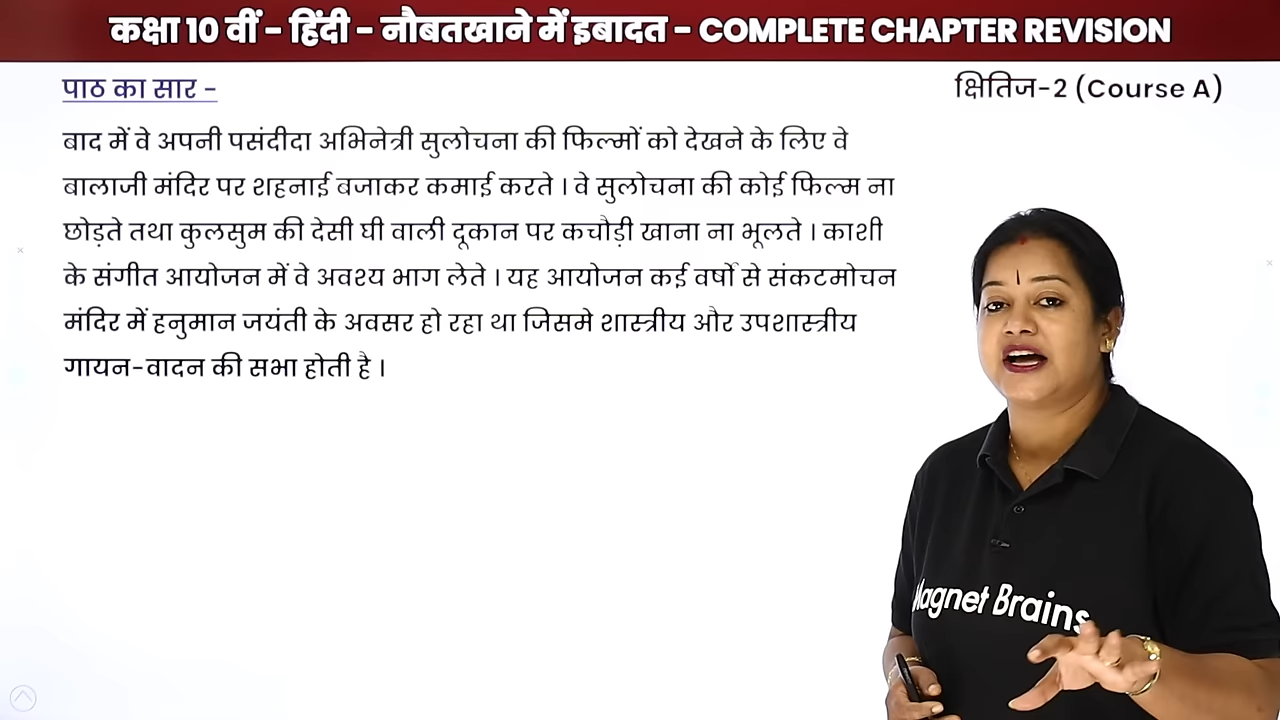 कक्षा 10 वीं - हिंदी - नौबतखाने में इबादत - COMPLETE CHAPTER REVISION
पाठ का सार -
क्षितिज-2 (Course A)
बाद में वे अपनी पसंदीदा अभिनेत्री सुलोचना की फिल्मों को देखने के लिए वे
बालाजी मंदिर पर शहनाई बजाकर कमाई करते । वे सुलोचना की कोई फिल्म ना
छोड़ते तथा कुलसुम की देसी घी वाली दूकान पर कचौड़ी खाना ना भूलते । काशी
के संगीत आयोजन में वे अवश्य भाग लेते । यह आयोजन कई वर्षो से संकटमोचन
मंदिर में हनुमान जयंती के अवसर हो रहा था जिसमे शास्त्रीय और उपशास्त्रीय
गायन-वादन की सभा होती है ।
Magnet Brains